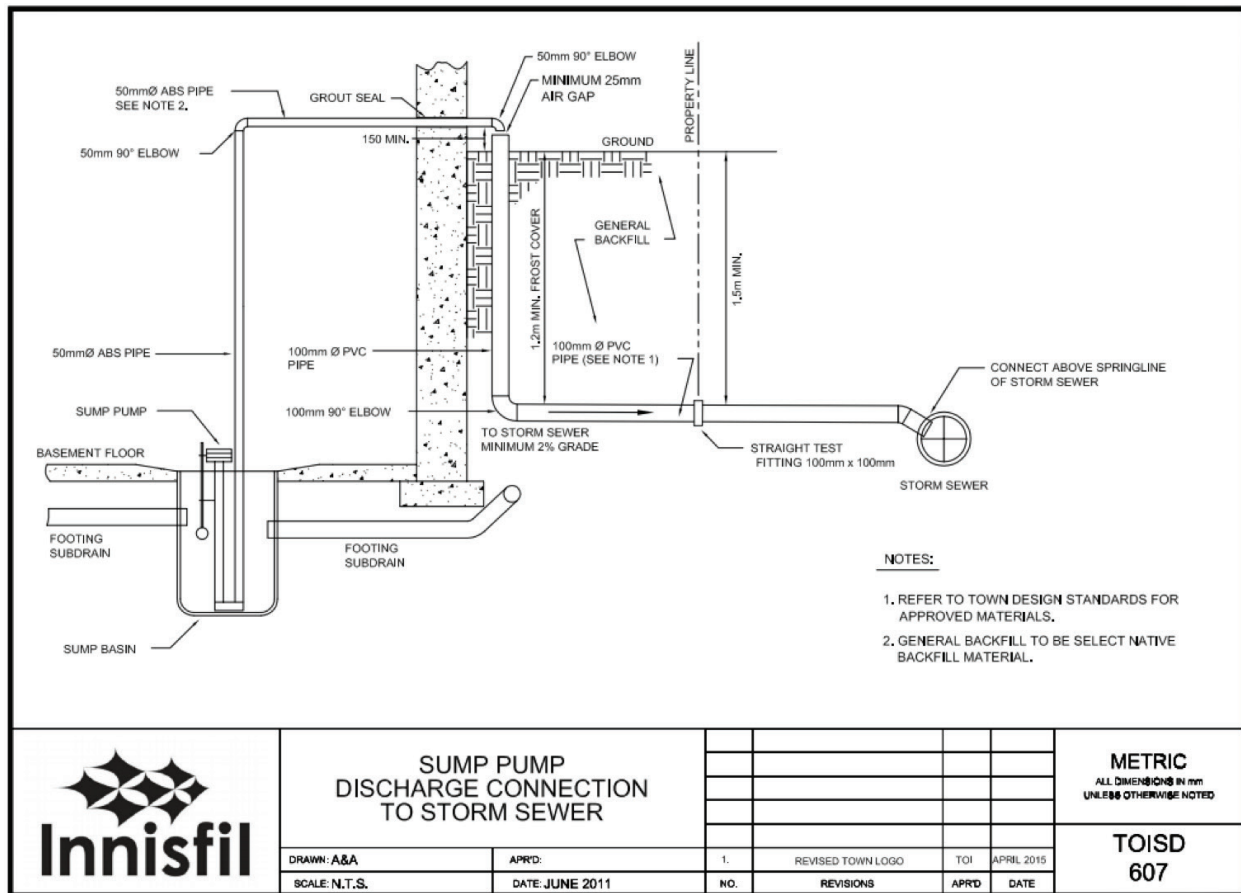 50mm 90° ELBOW
MINIMUM 25mm
AIR GAP
50mmØ ABS PIPE
SEE NOTE 2.
GROUT SEAL
PROPERTY LINE
150 MIN.
GROUND
50mm 90° ELBOW
GENERAL
BACKFILL
1.2m MIN. FROST COVER
1.5m MIN.
50mmØ ABS PIPE
100mm Ø PVC
PIPE
100mm Ø PVC
PIPE (SEE NOTE 1)
CONNECT ABOVE SPRINGLINE
OF STORM SEWER
SUMP PUMP
100mm 90° ELBOW
TO STORM SEWER
MINIMUM 2% GRADE
STRAIGHT TEST
FITTING 100mm x 100mm
BASEMENT FLOOR
STORM SEWER
FOOTING
SUBDRAIN
FOOTING
SUBDRAIN
SUMP BASIN
NOTES:
1. REFER TO TOWN DESIGN STANDARDS FOR
APPROVED MATERIALS.
2. GENERAL BACKFILL TO BE SELECT NATIVE
BACKFILL MATERIAL.
Innisfil
SUMP PUMP
DISCHARGE CONNECTION
TO STORM SEWER
DRAWN: A&A
APR'D:
SCALE: N.T.S.
DATE: JUNE 2011
1. REVISED TOWN LOGO TOI APRIL 2015
NO. REVISIONS APR'D DATE
METRIC
ALL DIMENSIONS IN mm
UNLESS OTHERWISE NOTED
TOISD
607